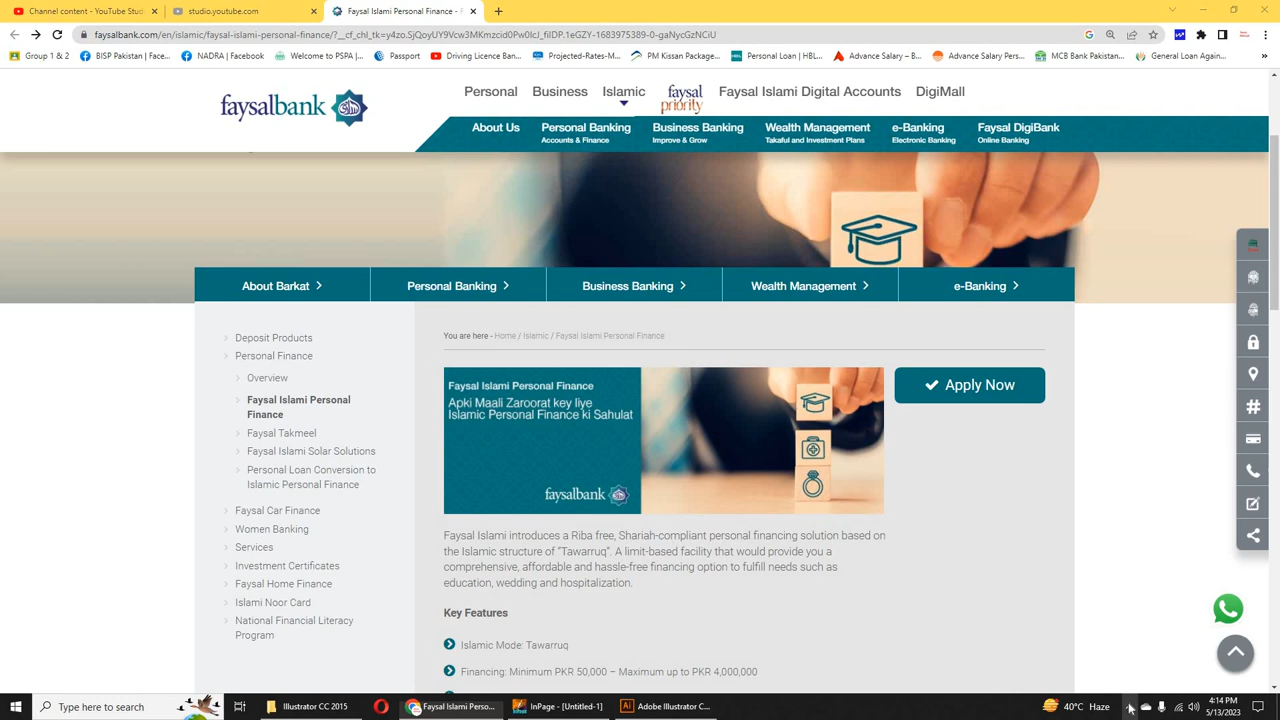 Channel content - YouTube Stud
studio.youtube.com
Faysal Islami Personal Finance - F
faysalbank.com/en/islamic/faysal-islami-personal-finance/?__cf_chl_tk=y4zo.SjQoyUY9Vcw3MKmzcid0Pw0IcJ_filDP.1eGZY-1683975389-0-gaNycGzNCiU
Group 1 & 2
BISP Pakistan | Face...
NADRA | Facebook
Welcome to PSPA |...
Passport
Driving Licence Ban...
Projected-Rates-M...
PM Kissan Package...
Personal Loan | HBL...
Advance Salary – B...
Advance Salary Pers...
MCB Bank Pakistan...
General Loan Again...
»
faysalbank
Personal
Business
Islamic
faysal priority
Faysal Islami Digital Accounts
DigiMall
About Us
Personal Banking
Business Banking
Wealth Management
e-Banking
Faysal DigiBank
Accounts & Finance
Improve & Grow
Takaful and Investment Plans
Electronic Banking
Online Banking
About Barkat
Personal Banking
Business Banking
Wealth Management
e-Banking
Deposit Products
Personal Finance
Overview
Faysal Islami Personal
Finance
Faysal Takmeel
Faysal Islami Solar Solutions
Personal Loan Conversion to
Islamic Personal Finance
Faysal Car Finance
Women Banking
Services
Investment Certificates
Faysal Home Finance
Islami Noor Card
National Financial Literacy
Program
You are here - Home / Islamic / Faysal Islami Personal Finance
Faysal Islami Personal Finance
Apki Maali Zaroorat key liye
Islamic Personal Finance ki Sahulat
faysalbank
Apply Now
Faysal Islami introduces a Riba free, Shariah-compliant personal financing solution based on
the Islamic structure of “Tawarruq”. A limit-based facility that would provide you a
comprehensive, affordable and hassle-free financing option to fulfill needs such as
education, wedding and hospitalization.
Key Features
Islamic Mode: Tawarruq
Financing: Minimum PKR 50,000 – Maximum up to PKR 4,000,000
Type here to search
Illustrator CC 2015
Faysal Islami Perso...
InPage - [Untitled-1]
Adobe Illustrator C...
40°C Haze
4:14 PM
5/13/2023